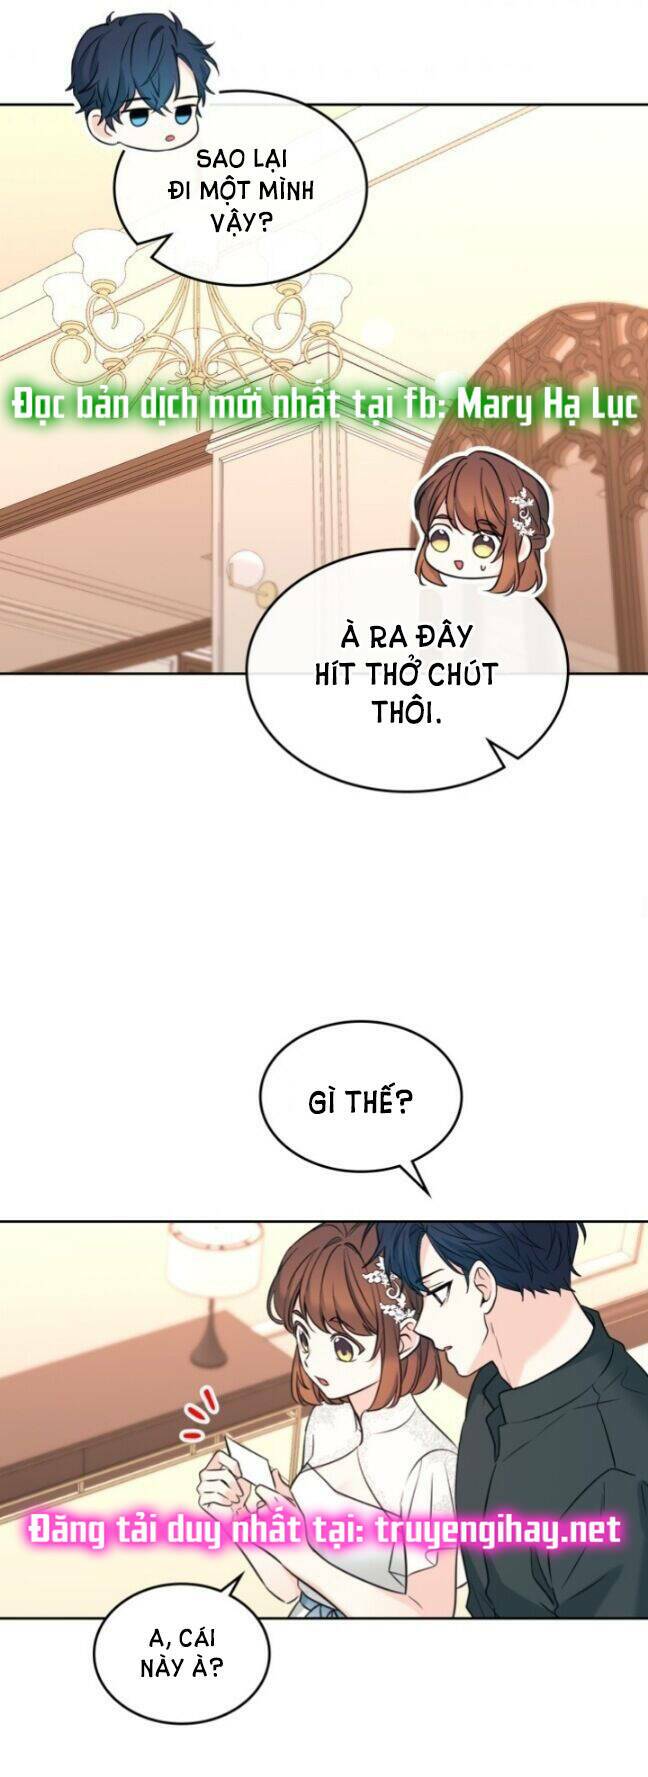 SAO LẠI
ĐI MỘT MÌNH
VẬY?
Đọc bản dịch mới nhất tại fb: Mary Hạ Lục
À RA ĐÂY
HÍT THỞ CHÚT
THÔI.
GÌ THẾ?
Đăng tải duy nhất tại: truyengihay.net
A, CÁI
NÀY À?